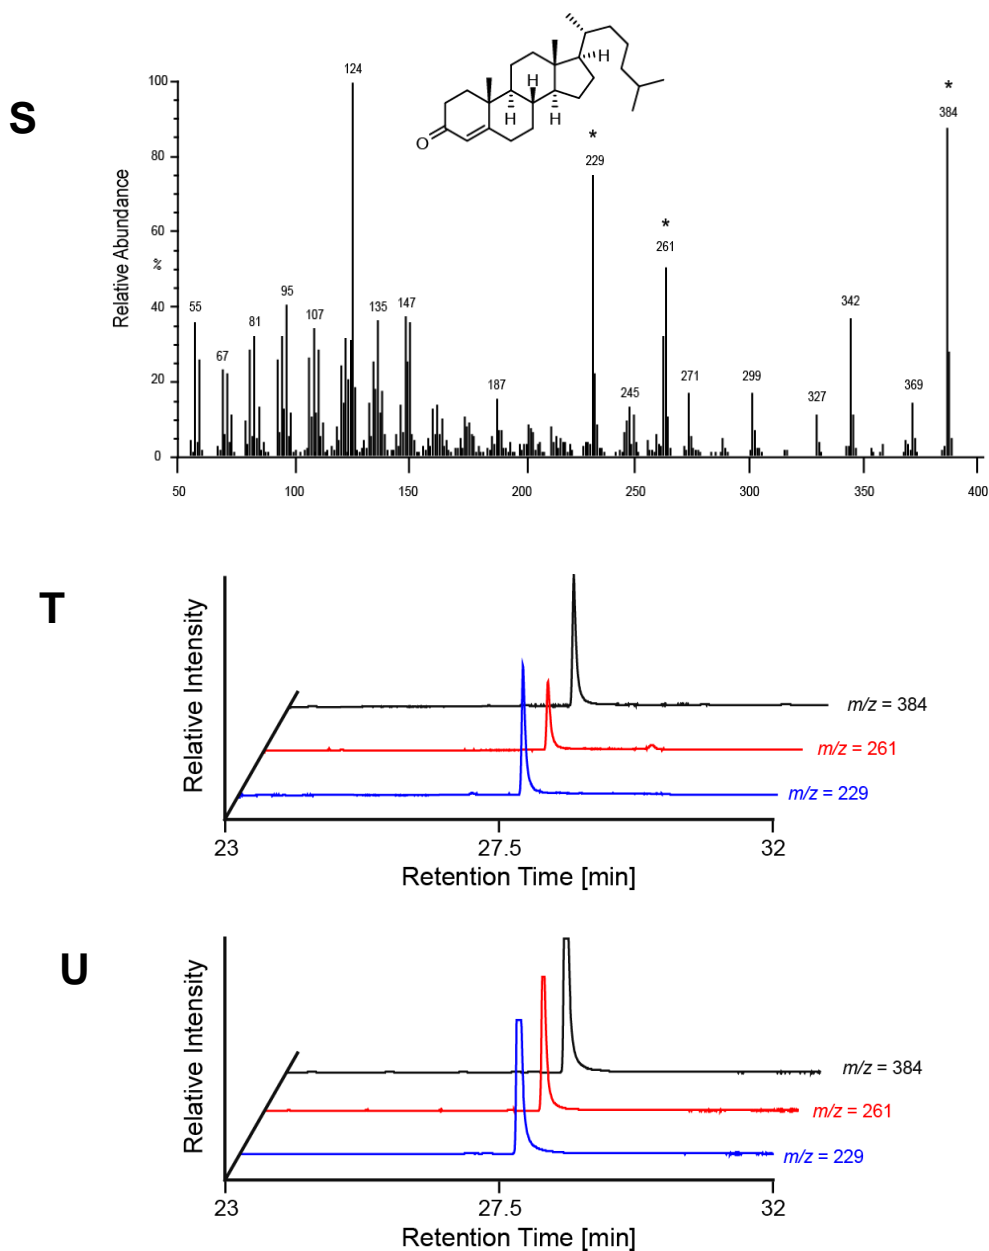 S
Relative Abundance
%
100
80
60
40
20
0
50 100 150 200 250 300 350 400
55
67
81
95
107
124
135
147
187
*
229
245
*
261
271
299
327
342
369
*
384
O
H
H
H
H
T
Relative Intensity
m/z = 384
m/z = 261
m/z = 229
23 27.5 32
Retention Time [min]
U
Relative Intensity
m/z = 384
m/z = 261
m/z = 229
23 27.5 32
Retention Time [min]